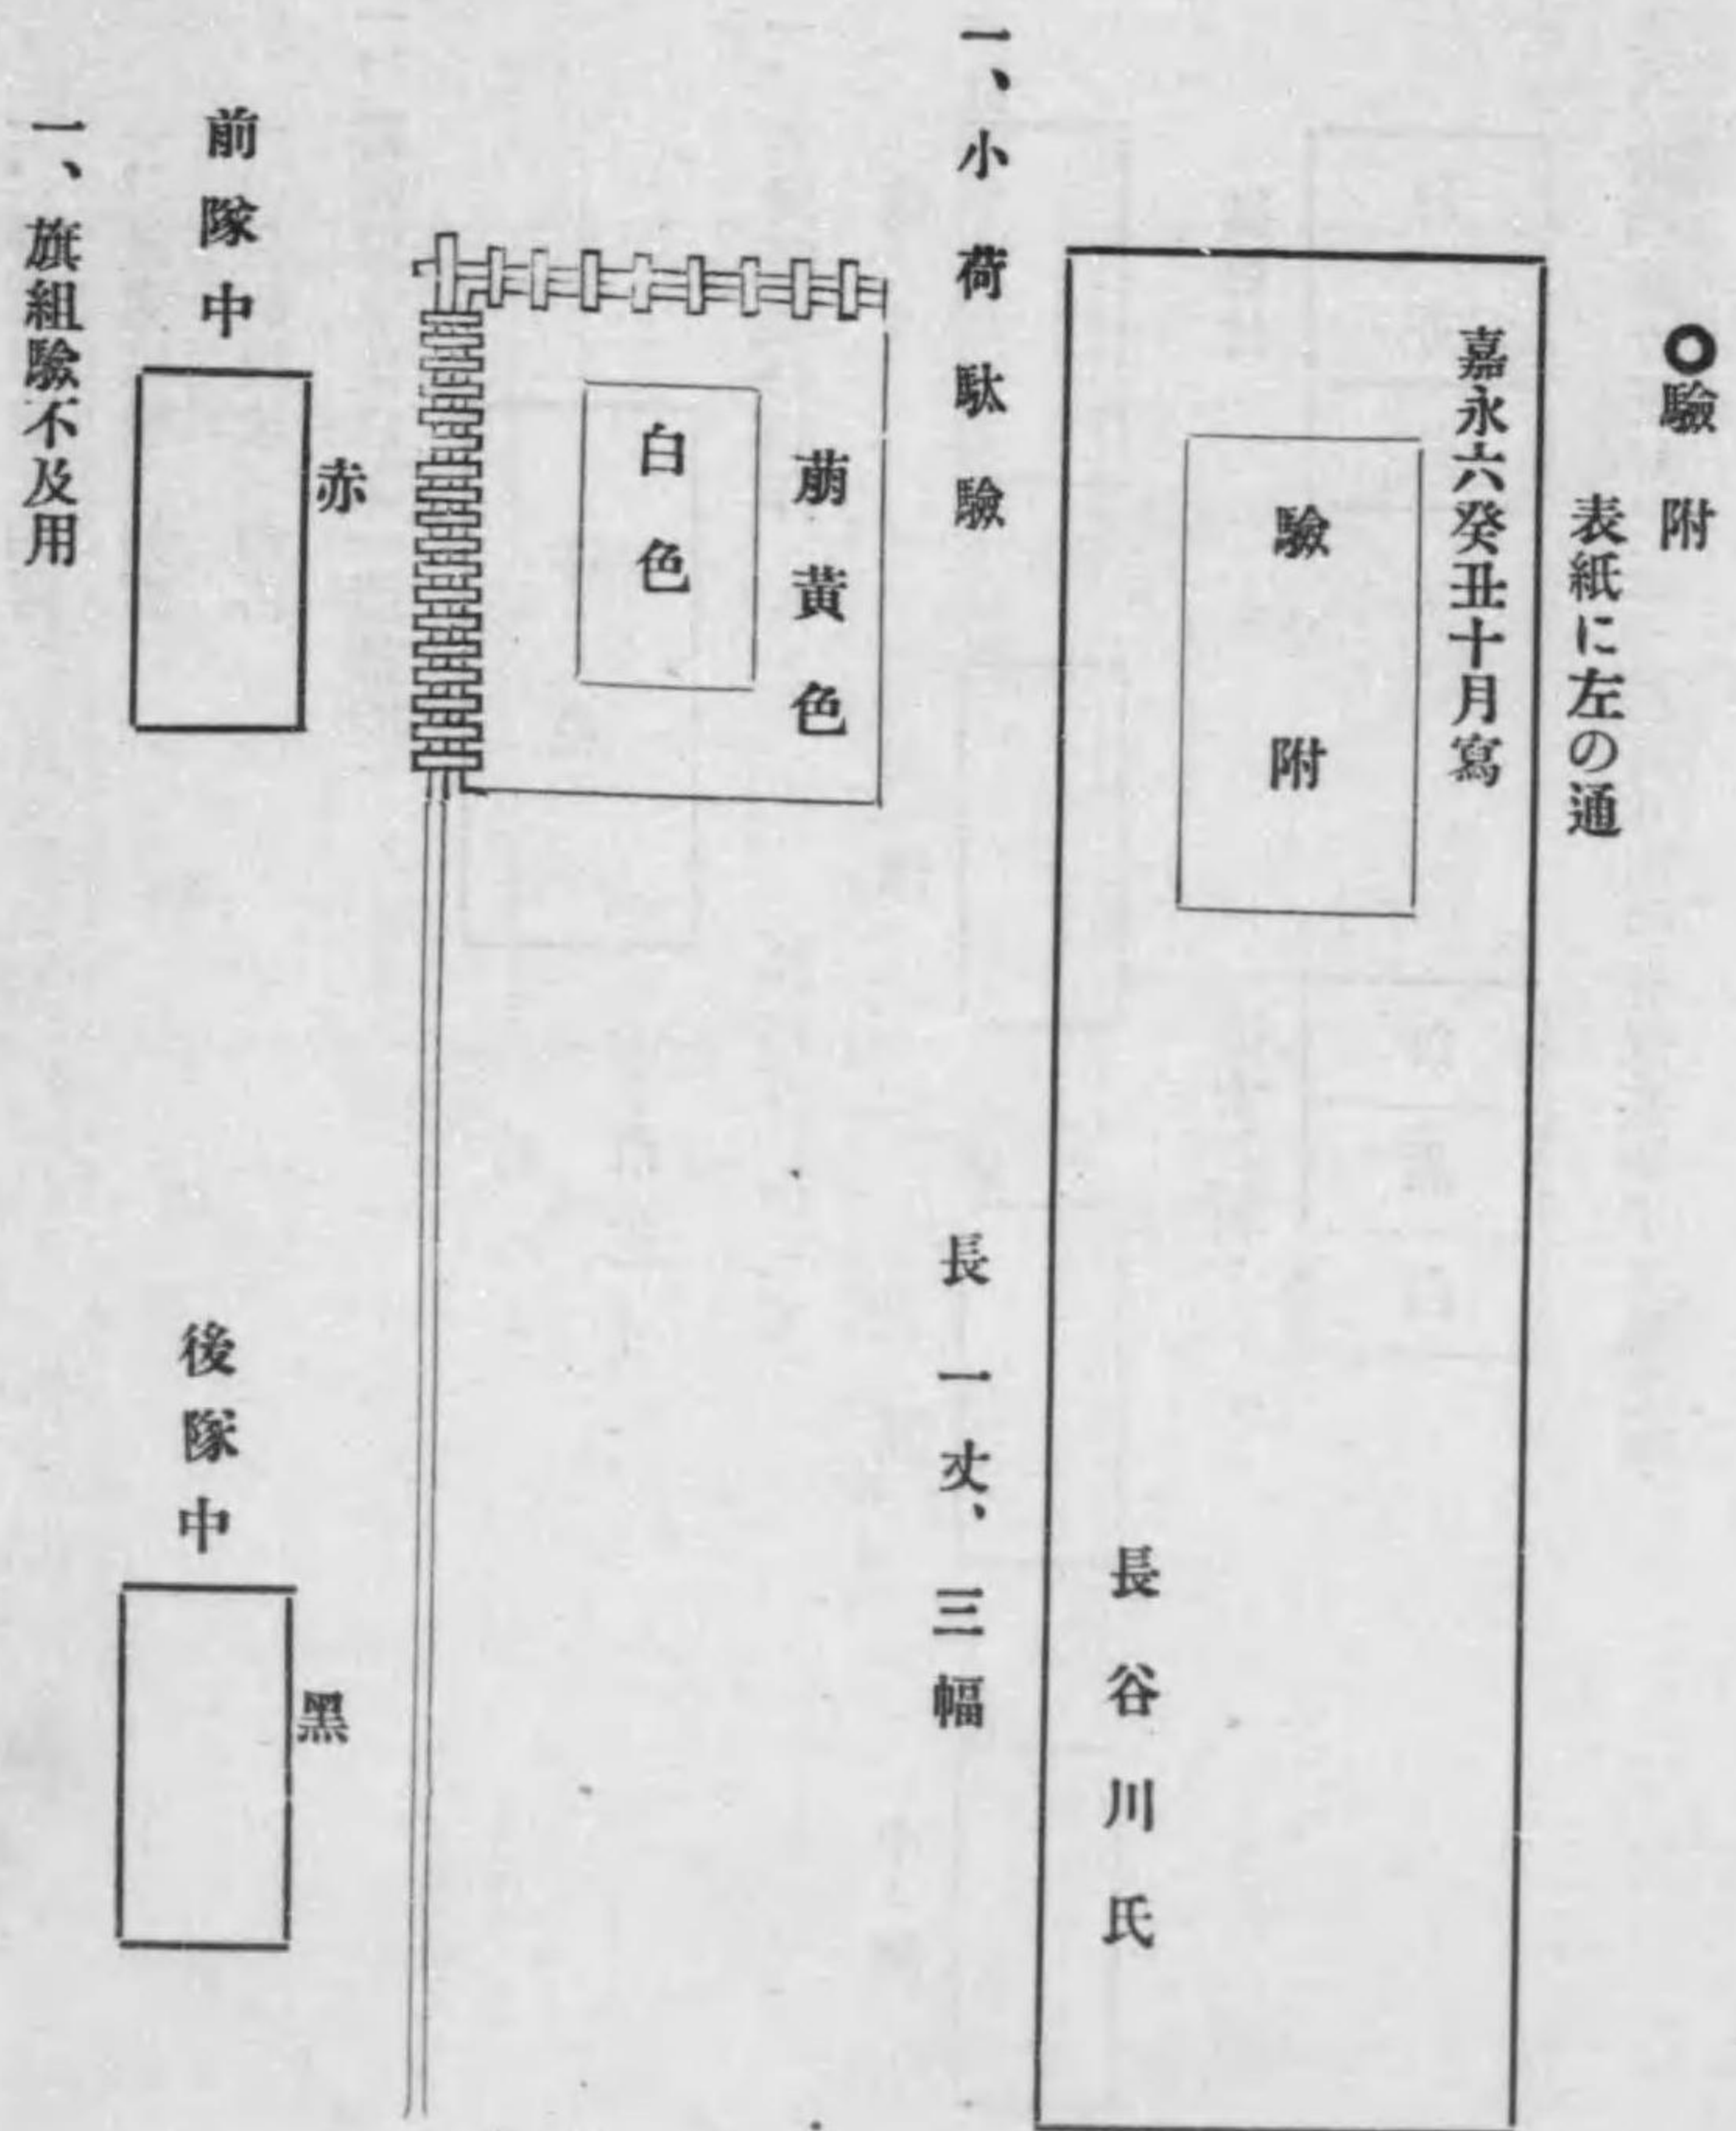 ◎驗附
表紙に左の通
嘉永六癸丑十月寫
驗附
長谷川氏
一、小荷駄驗
長一丈、三幅
萠黃色
白色
赤
前隊中
黑
後隊中
一、旗組驗不及用